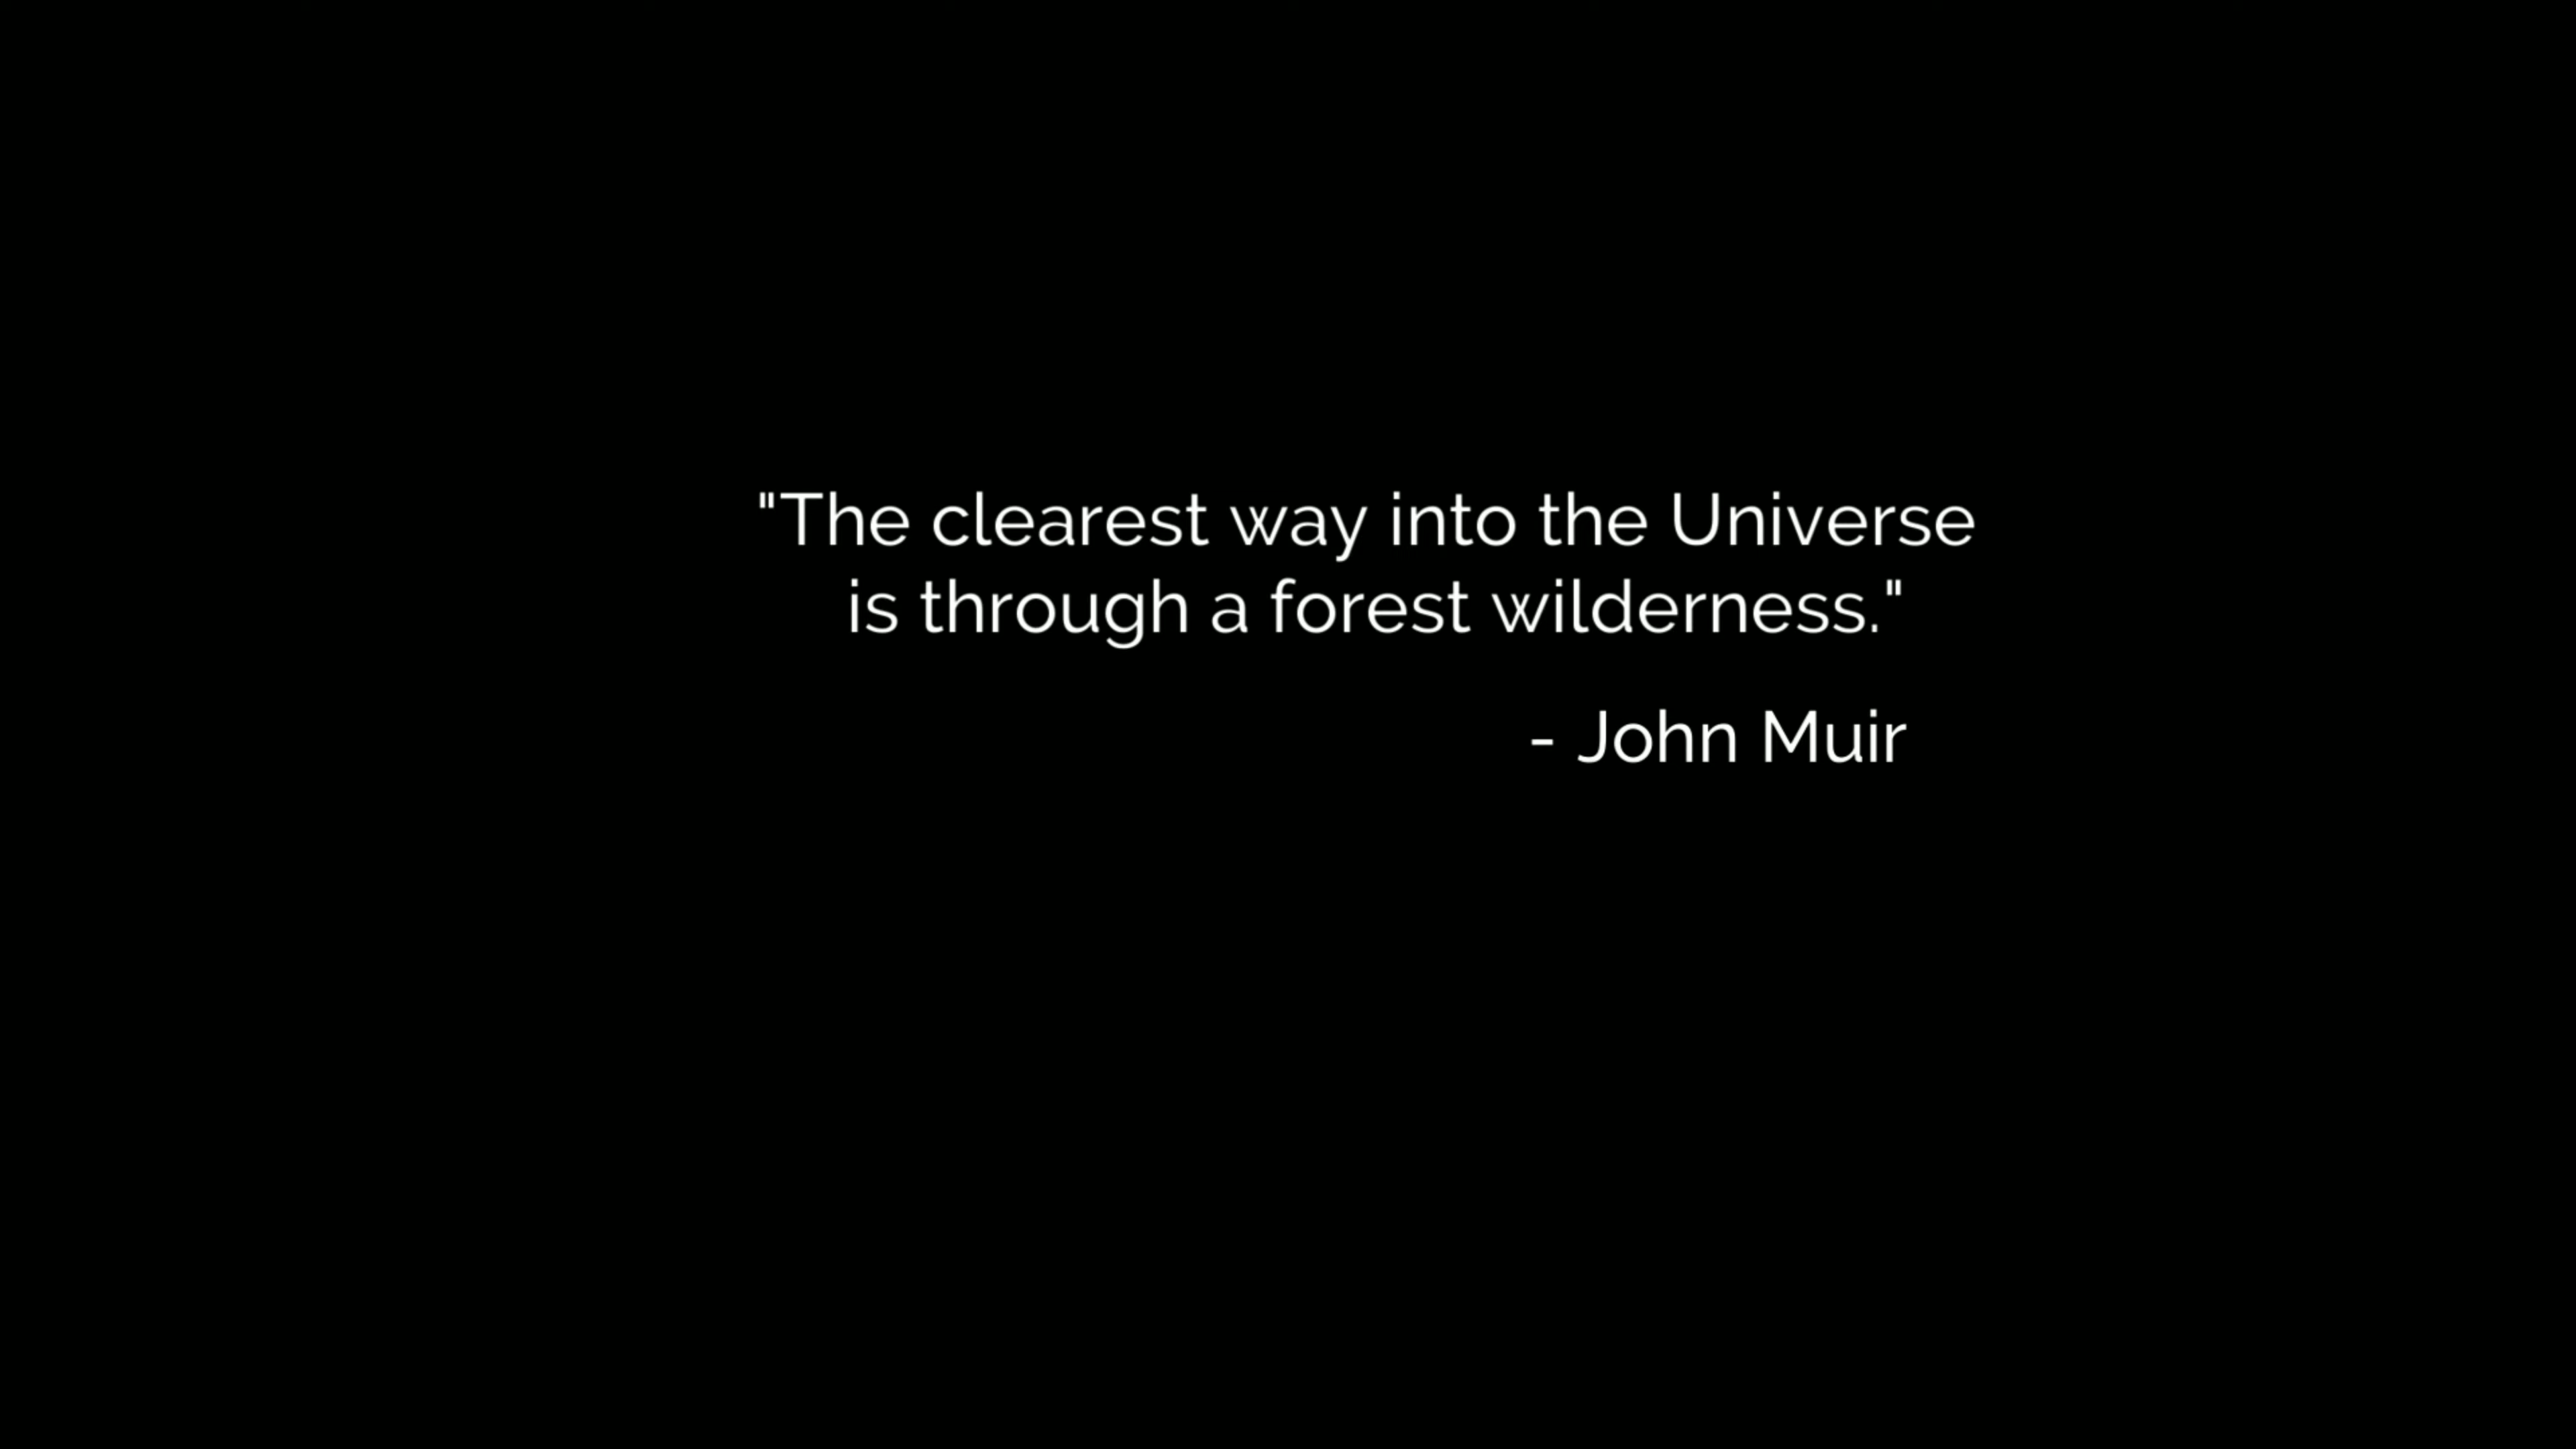 "The clearest way into the Universe
is through a forest wilderness."
- John Muir